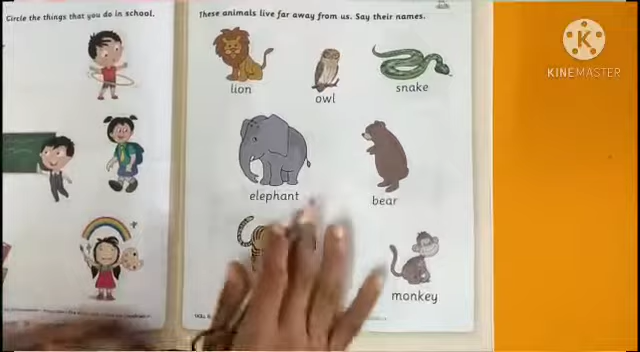 Circle the things that you do in school.
These animals live far away from us. Say their names.
lion
owl
snake
elephant
bear
monkey
KINEMASTER